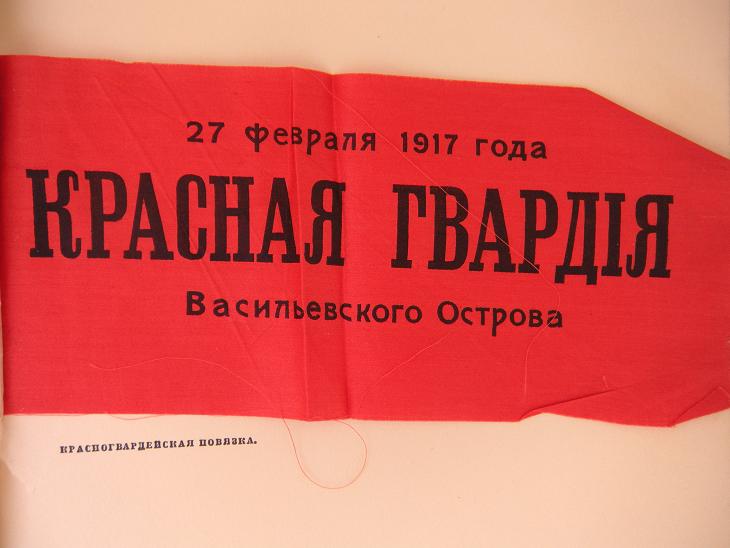 27 февраля 1917 года
КРАСНАЯ ГВАРДІЯ
Васильевского Острова
КРАСНОГВАРДЕЙСКАЯ ПОВЯЗКА.